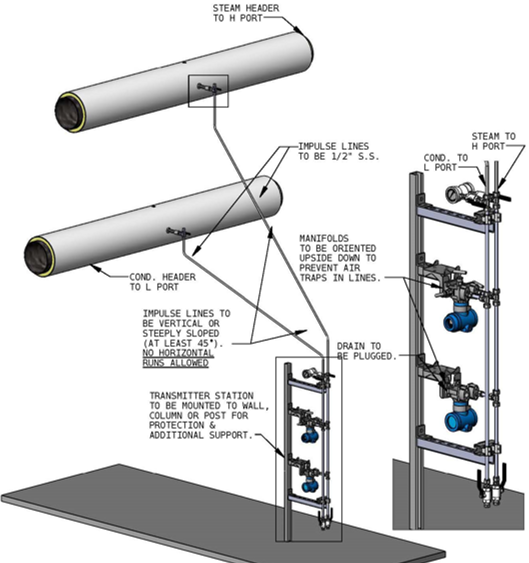 STEAM HEADER
TO H PORT
IMPULSE LINES
TO BE 1/2" S.S.
STEAM TO
H PORT
COND. TO
L PORT
MANIFOLDS
TO BE ORIENTED
UPSIDE DOWN TO
PREVENT AIR
TRAPS IN LINES.
COND. HEADER
TO L PORT
IMPULSE LINES TO
BE VERTICAL OR
STEEPLY SLOPED
(AT LEAST 45°).
NO HORIZONTAL
RUNS ALLOWED
DRAIN TO
BE PLUGGED.
TRANSMITTER STATION
TO BE MOUNTED TO WALL,
COLUMN OR POST FOR
PROTECTION &
ADDITIONAL SUPPORT.